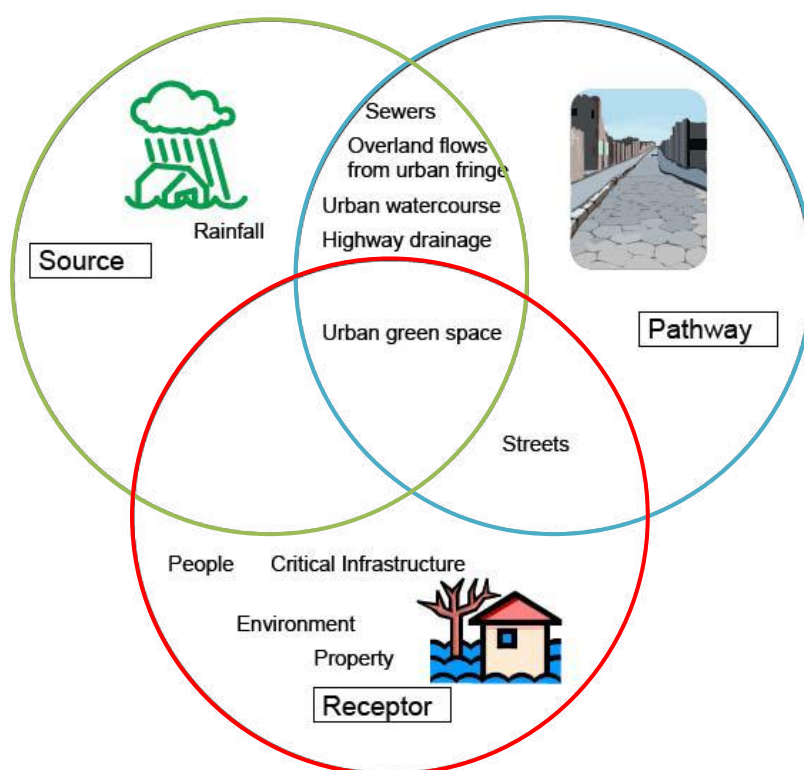 Sewers
Overland flows
from urban fringe
Urban watercourse
Highway drainage
Rainfall
Source
Pathway
Urban green space
Streets
People
Critical Infrastructure
Environment
Property
Receptor